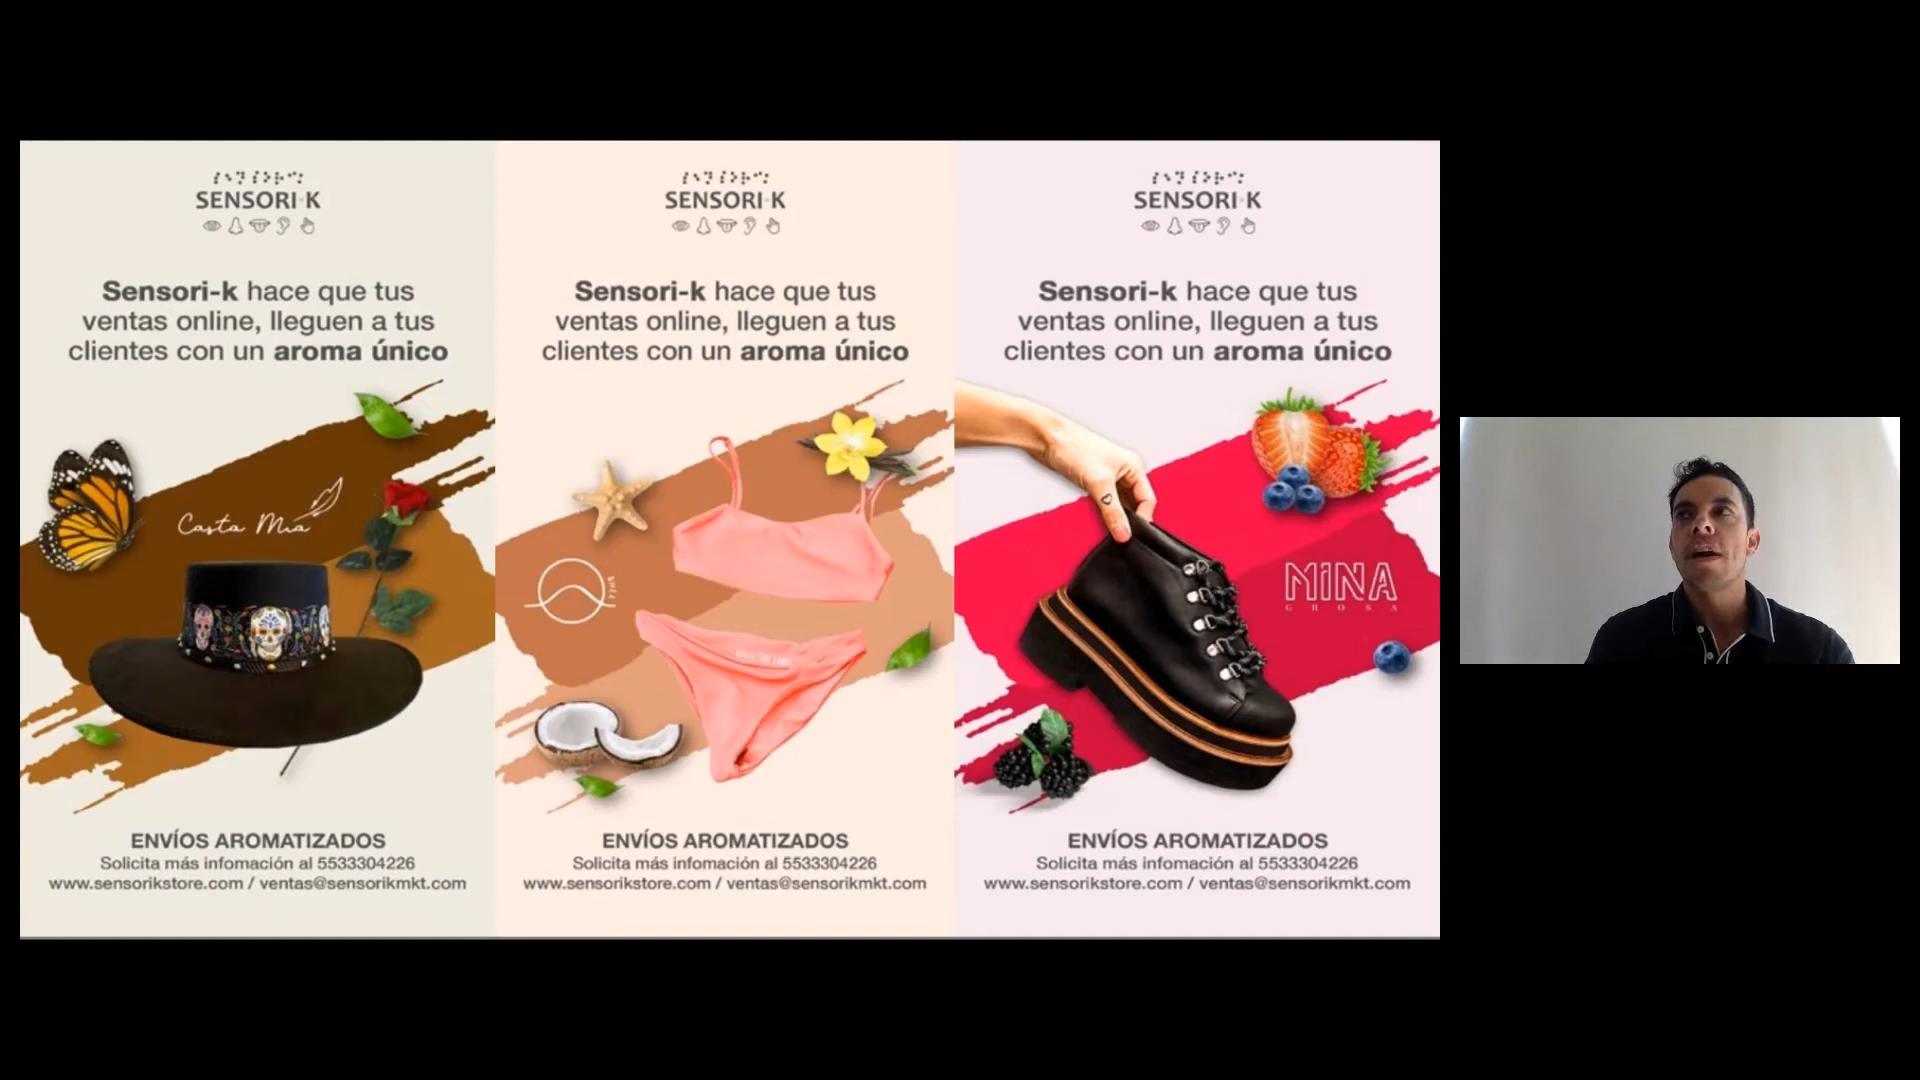 SENSORI-K
Sensori-k hace que tus
ventas online, lleguen a tus
clientes con un aroma único
Casta Mia
ENVÍOS AROMATIZADOS
Solicita más infomación al 5533304226
www.sensorikstore.com / ventas@sensorikmkt.com
SENSORI-K
Sensori-k hace que tus
ventas online, lleguen a tus
clientes con un aroma único
ENVÍOS AROMATIZADOS
Solicita más infomación al 5533304226
www.sensorikstore.com / ventas@sensorikmkt.com
SENSORI-K
Sensori-k hace que tus
ventas online, lleguen a tus
clientes con un aroma único
MINA
GROSA
ENVÍOS AROMATIZADOS
Solicita más infomación al 5533304226
www.sensorikstore.com / ventas@sensorikmkt.com